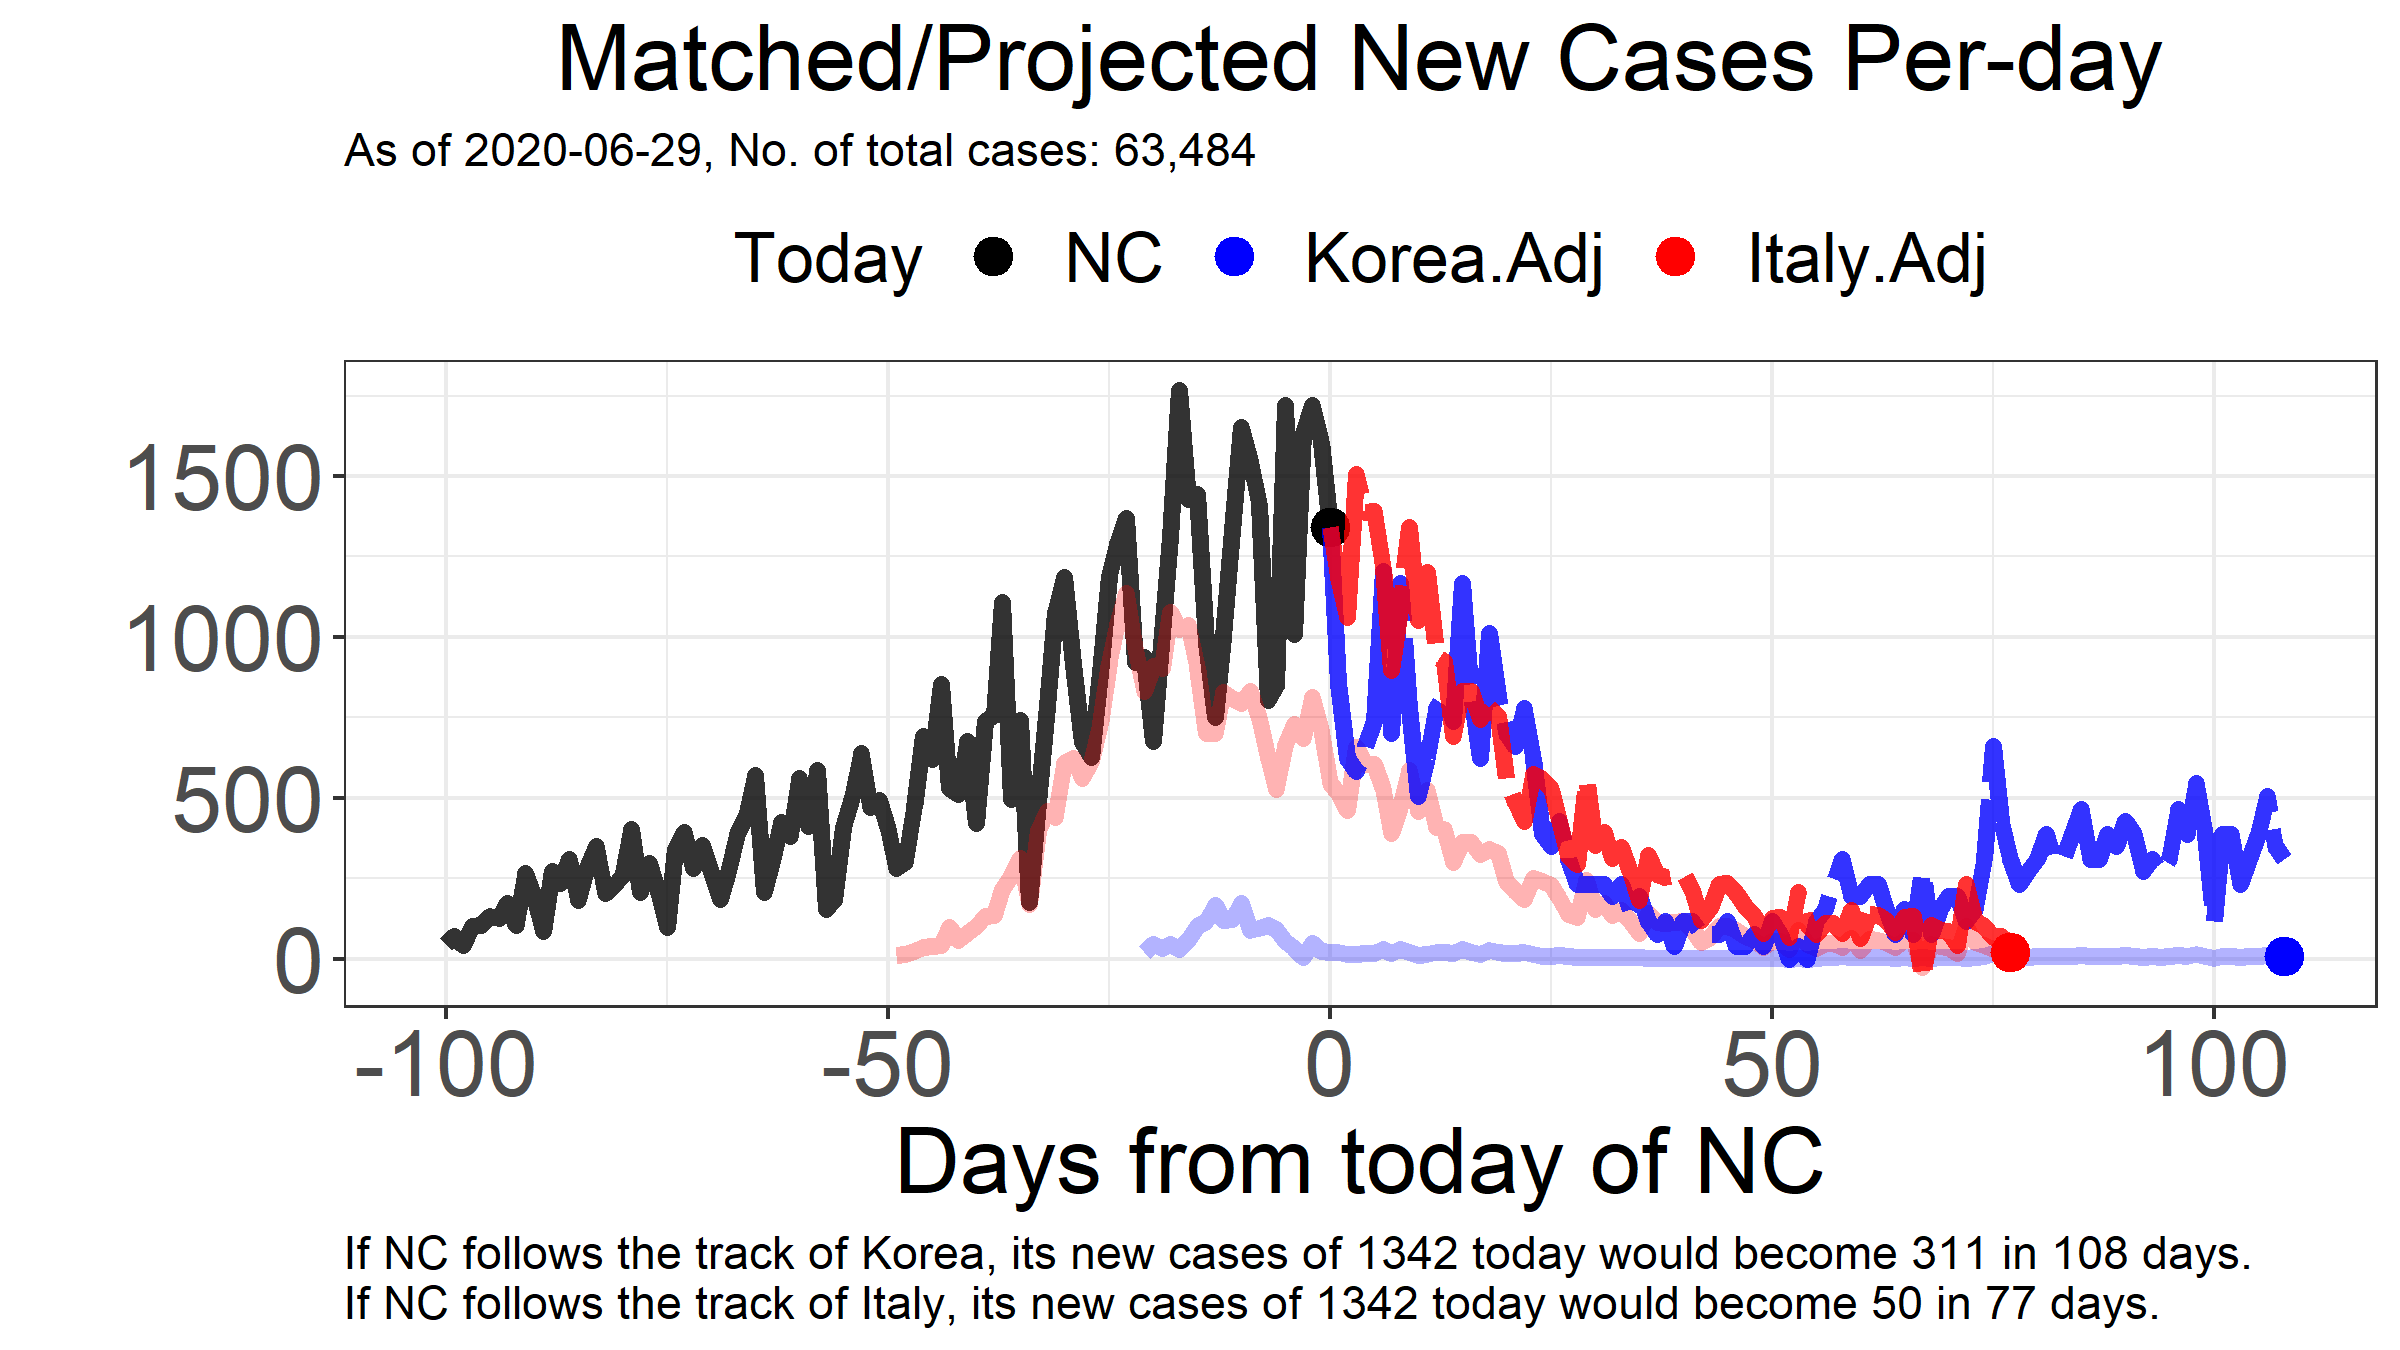 Matched/Projected New Cases Per-day
As of 2020-06-29, No. of total cases: 63,484
Today NC Korea.Adj Italy.Adj
1500
1000
500
0
-100 -50 0 50 100
Days from today of NC
If NC follows the track of Korea, its new cases of 1342 today would become 311 in 108 days.
If NC follows the track of Italy, its new cases of 1342 today would become 50 in 77 days.